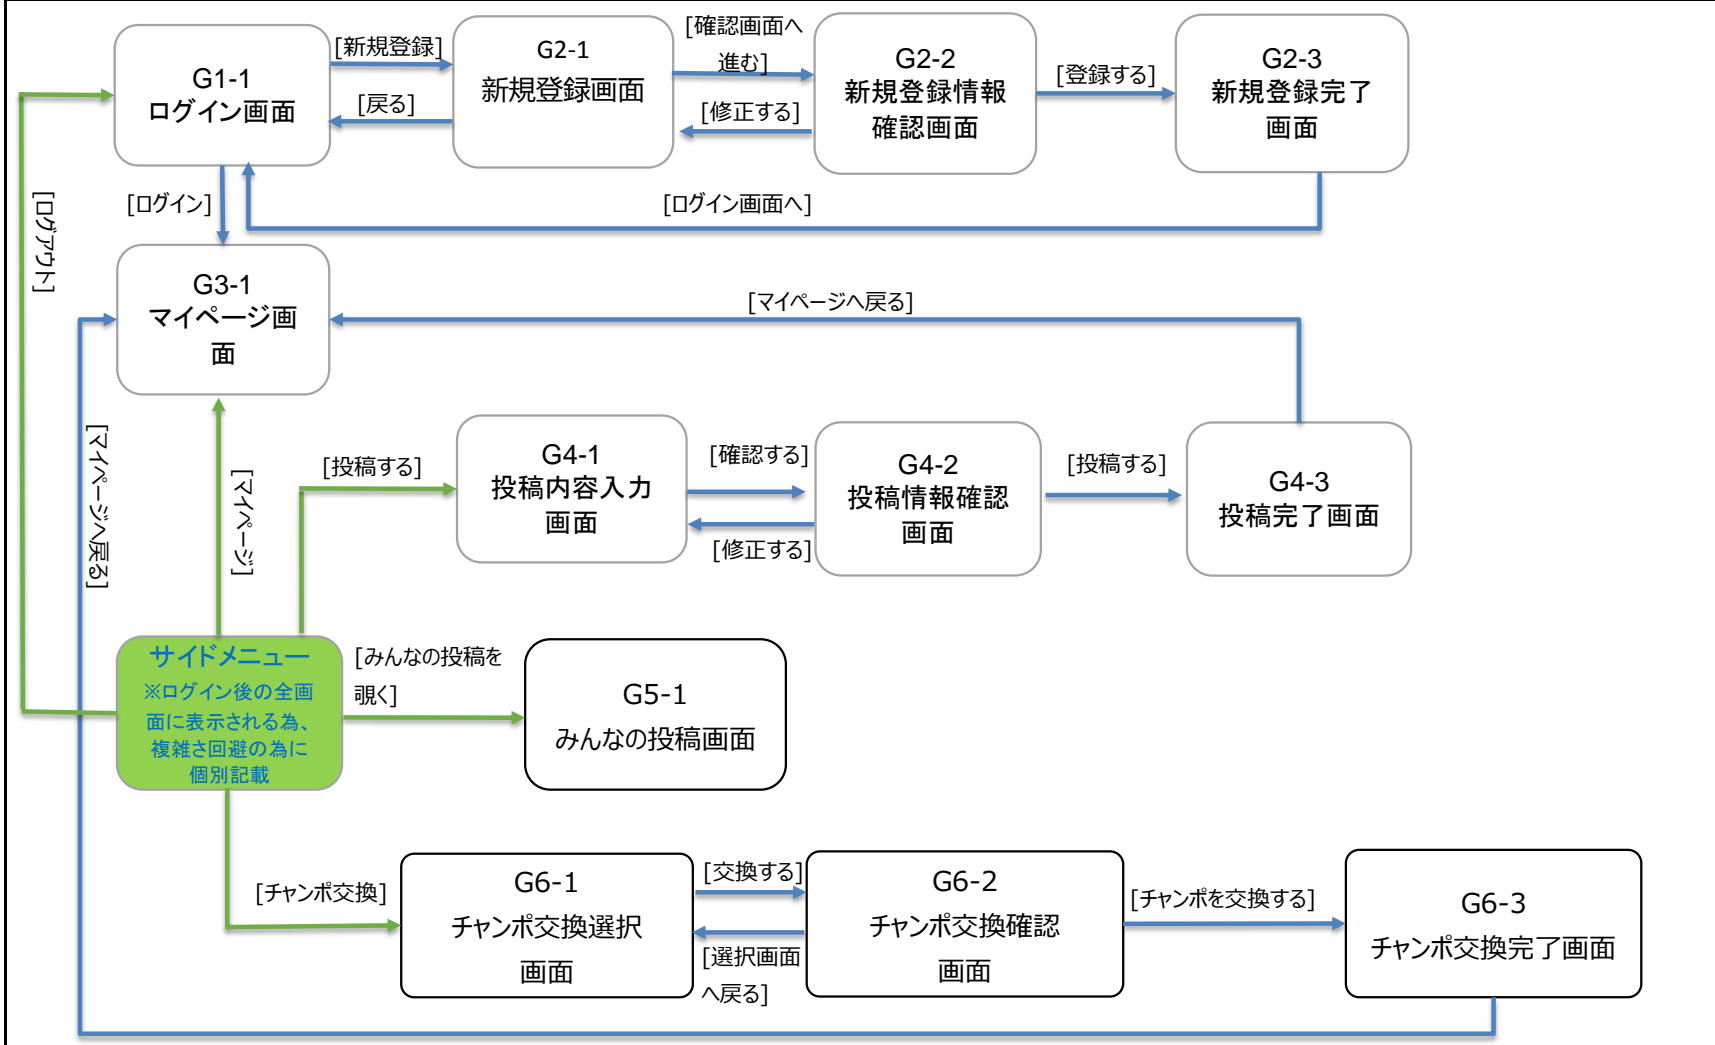 [新規登録]
[確認画面へ
進む]
G1-1
ログイン画面
G2-1
新規登録画面
G2-2
新規登録情報
確認画面
[登録する]
G2-3
新規登録完了
画面
[戻る]
[修正する]
[ログアウト]
[ログイン]
[ログイン画面へ]
G3-1
マイページ画
面
[マイページへ戻る]
[マイページへ戻る]
[マイページ]
[投稿する]
G4-1
投稿内容入力
画面
[確認する]
[修正する]
G4-2
投稿情報確認
画面
[投稿する]
G4-3
投稿完了画面
サイドメニュー
※ログイン後の全画
面に表示される為、
複雑さ回避の為に
個別記載
[みんなの投稿を
覗く]
G5-1
みんなの投稿画面
[チャンポ交換]
G6-1
チャンポ交換選択
画面
[交換する]
[選択画面
へ戻る]
G6-2
チャンポ交換確認
画面
[チャンポを交換する]
G6-3
チャンポ交換完了画面